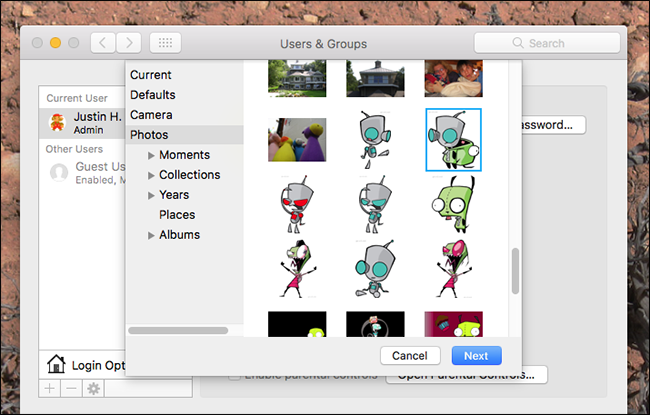 Users & Groups
Search
Current User
Justin H.
Admin
Other Users
Guest Us
Enabled, M
Login Opt
Current
Defaults
Camera
Photos
Moments
Collections
Years
Places
Albums
assword...
Cancel
Next
Enable parental controls
Open Parental Controls...